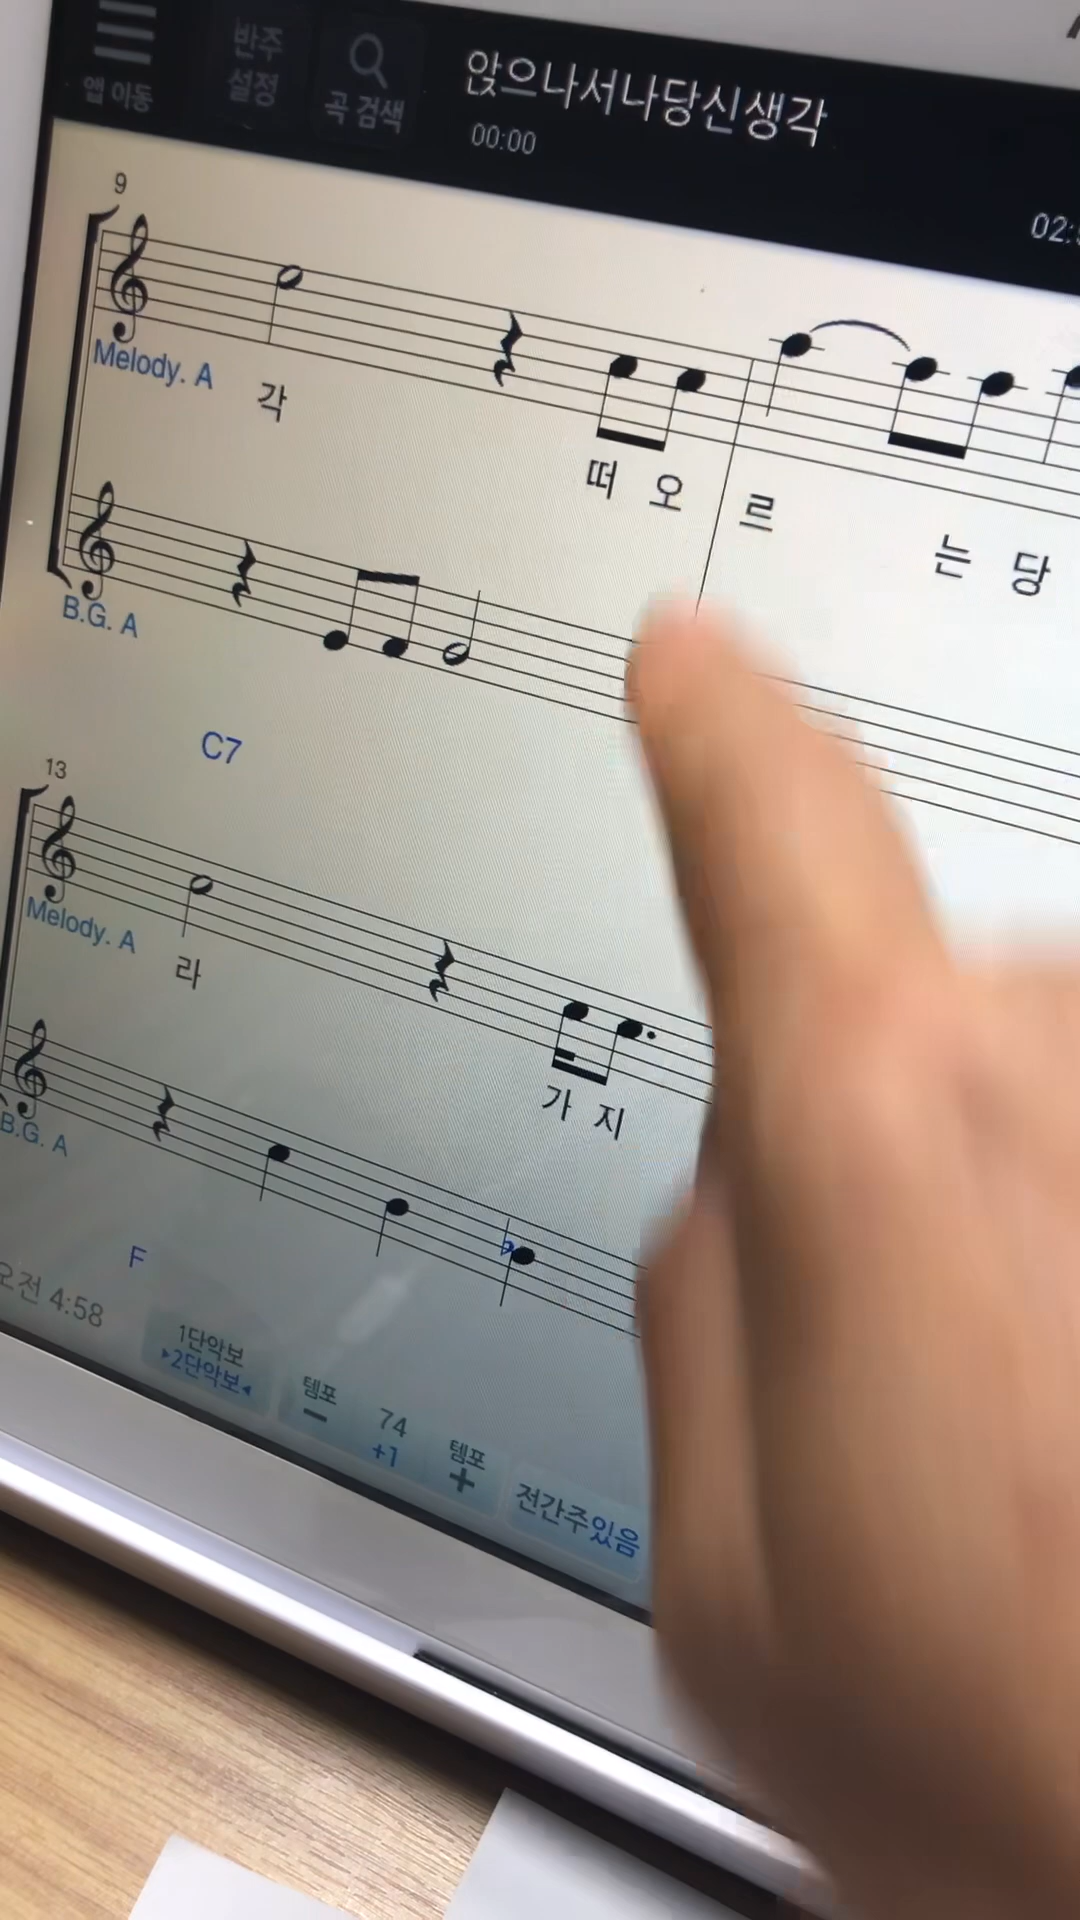 앱 이동
반주
설정
곡 검색
앉으나서나당신생각
00:00
02:
9
Melody. A
각
떠 오 르 는 당
B.G. A
C7
13
Melody. A
라
가 지
B.G. A
F
오전 4:58
1단악보
▸2단악보◂
템포
−
74
+1
템포
+
전간주있음